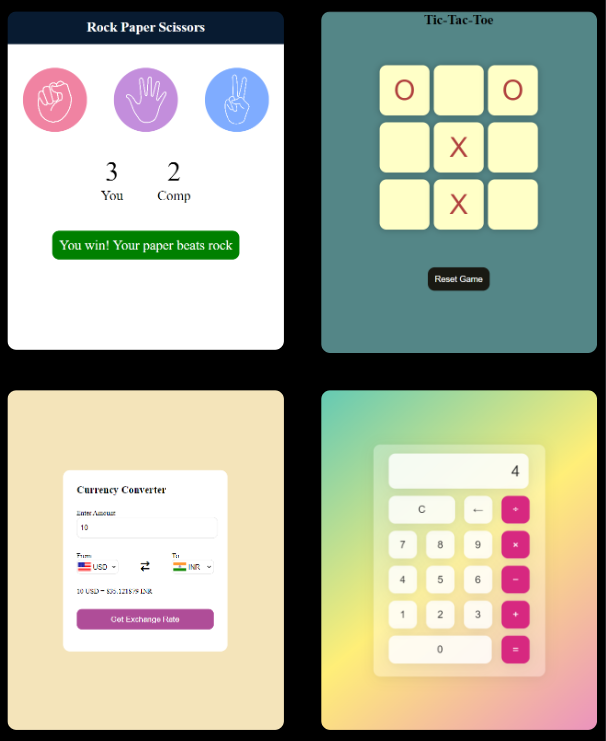 Rock Paper Scissors
3 2
You Comp
You win! Your paper beats rock
Tic-Tac-Toe
O O
X
X
Reset Game
Currency Converter
Enter Amount
10
From To
USD INR
10 USD = INR
Get Exchange Rate
4
C ← ÷
7 8 9 ×
4 5 6 −
1 2 3 +
0 =